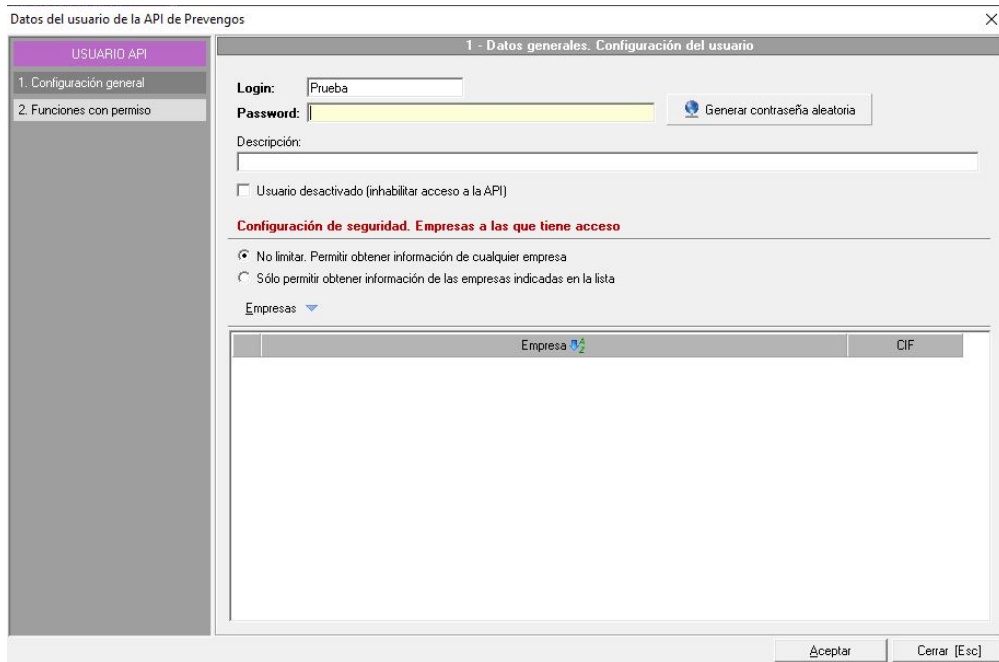 Datos del usuario de la API de Prevengos
USUARIO API
1. Configuración general
2. Funciones con permiso
1 - Datos generales. Configuración del usuario
Login: Prueba
Password:
Generar contraseña aleatoria
Descripción:
Usuario desactivado (inhabilitar acceso a la API)
Configuración de seguridad. Empresas a las que tiene acceso
No limitar. Permitir obtener información de cualquier empresa
Sólo permitir obtener información de las empresas indicadas en la lista
Empresas
Empresa CIF
Aceptar Cerrar [Esc]